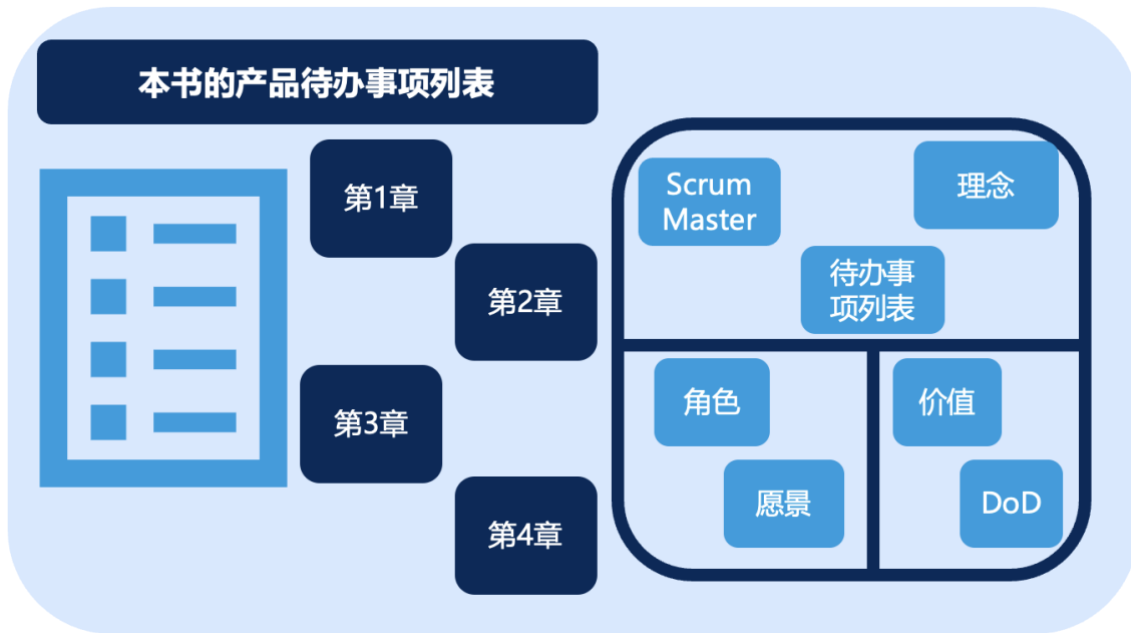 本书的产品待办事项列表
第1章
第2章
第3章
第4章
Scrum
Master
理念
待办事
项列表
角色
价值
愿景
DoD